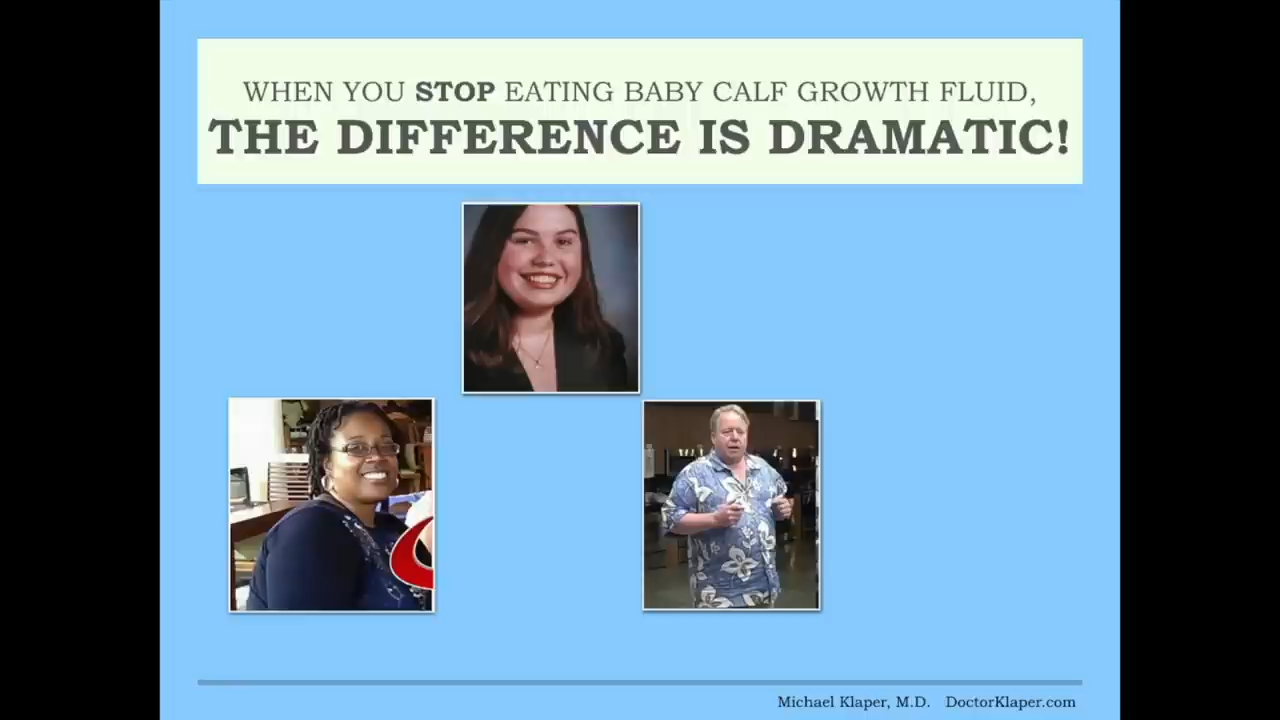 WHEN YOU STOP EATING BABY CALF GROWTH FLUID,
THE DIFFERENCE IS DRAMATIC!
Michael Klaper, M.D. DoctorKlaper.com